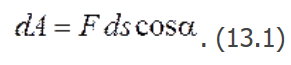 dA = F ds cosα . (13.1)